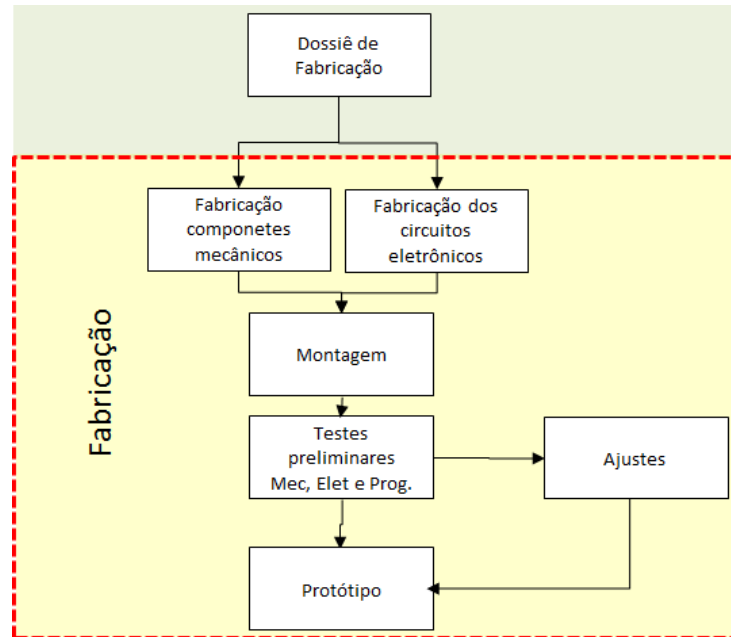 Dossiê de
Fabricação
Fabricação
componetes
mecânicos
Fabricação dos
circuitos
eletrônicos
Fabricação
Montagem
Testes
preliminares
Mec, Elet e Prog.
Ajustes
Protótipo